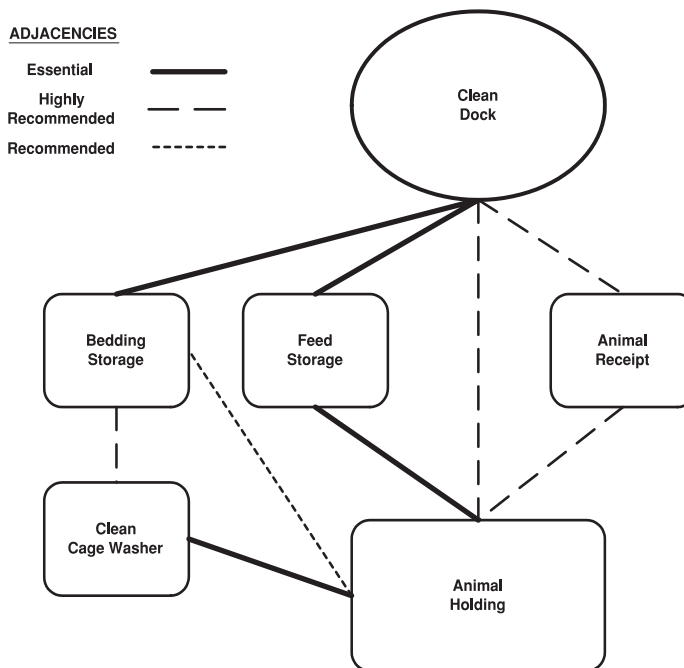 ADJACENCIES
Essential
Highly
Recommended
Recommended
Clean
Dock
Bedding
Storage
Feed
Storage
Animal
Receipt
Clean
Cage Washer
Animal
Holding